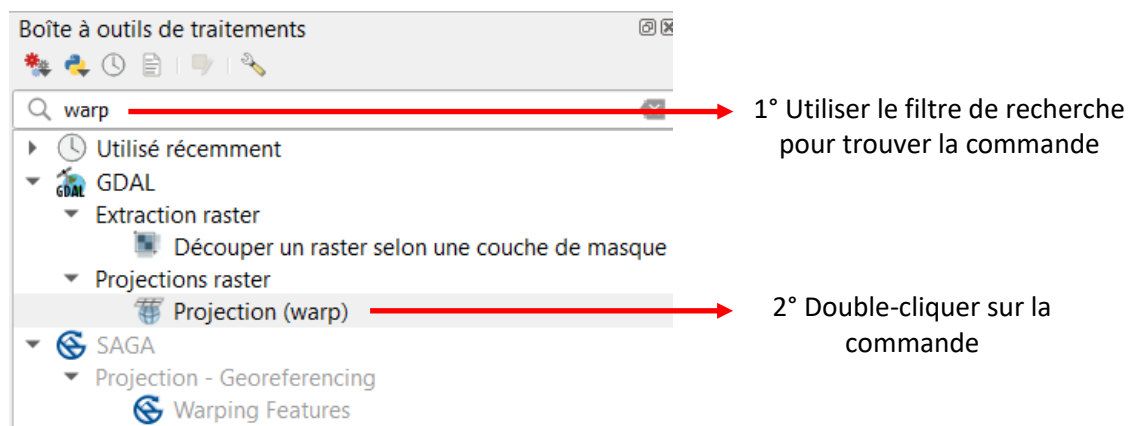 Boîte à outils de traitements
warp
1° Utiliser le filtre de recherche
pour trouver la commande
Utilisé récemment
GDAL
GDAL
Extraction raster
Découper un raster selon une couche de masque
Projections raster
Projection (warp)
2° Double-cliquer sur la
commande
SAGA
Projection - Georeferencing
Warping Features